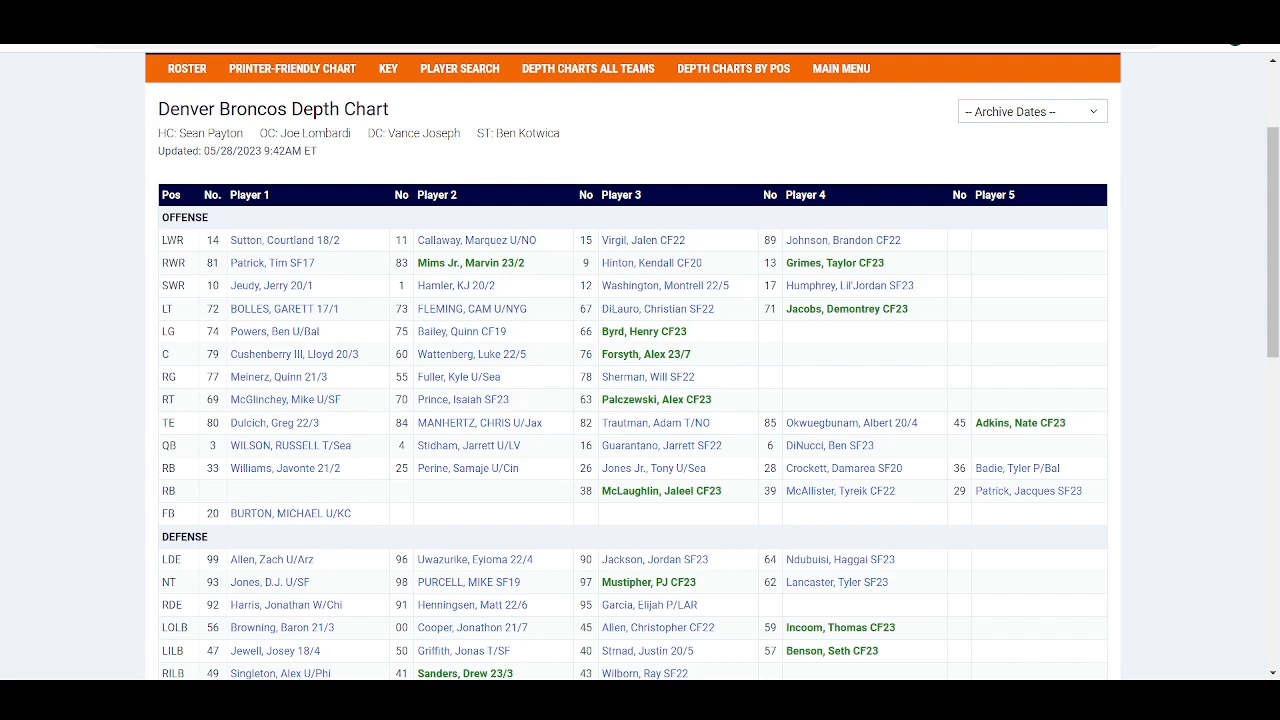 ROSTER PRINTER-FRIENDLY CHART KEY PLAYER SEARCH DEPTH CHARTS ALL TEAMS DEPTH CHARTS BY POS MAIN MENU
Denver Broncos Depth Chart
-- Archive Dates --
HC: Sean Payton OC: Joe Lombardi DC: Vance Joseph ST: Ben Kotwica
Updated: 05/28/2023 9:42AM ET
Pos No. Player 1 No Player 2 No Player 3 No Player 4 No Player 5
OFFENSE
LWR 14 Sutton, Courtland 18/2 11 Callaway, Marquez U/NO 15 Virgil, Jalen CF22 89 Johnson, Brandon CF22
RWR 81 Patrick, Tim SF17 83 Mims Jr., Marvin 23/2 9 Hinton, Kendall CF20 13 Grimes, Taylor CF23
SWR 10 Jeudy, Jerry 20/1 1 Hamler, KJ 20/2 12 Washington, Montrell 22/5 17 Humphrey, Lil'Jordan SF23
LT 72 BOLLES, GARETT 17/1 73 FLEMING, CAM U/NYG 67 DiLauro, Christian SF22 71 Jacobs, Demontrey CF23
LG 74 Powers, Ben U/Bal 75 Bailey, Quinn CF19 66 Byrd, Henry CF23
C 79 Cushenberry III, Lloyd 20/3 60 Wattenberg, Luke 22/5 76 Forsyth, Alex 23/7
RG 77 Meinerz, Quinn 21/3 55 Fuller, Kyle U/Sea 78 Sherman, Will SF22
RT 69 McGlinchey, Mike U/SF 70 Prince, Isaiah SF23 63 Palczewski, Alex CF23
TE 80 Dulcich, Greg 22/3 84 MANHERTZ, CHRIS U/Jax 82 Trautman, Adam T/NO 85 Okwuegbunam, Albert 20/4 45 Adkins, Nate CF23
QB 3 WILSON, RUSSELL T/Sea 4 Stidham, Jarrett U/LV 16 Guarantano, Jarrett SF22 6 DiNucci, Ben SF23
RB 33 Williams, Javonte 21/2 25 Perine, Samaje U/Cin 26 Jones Jr., Tony U/Sea 28 Crockett, Damarea SF20 36 Badie, Tyler P/Bal
RB 38 McLaughlin, Jaleel CF23 39 McAllister, Tyreik CF22 29 Patrick, Jacques SF23
FB 20 BURTON, MICHAEL U/KC
DEFENSE
LDE 99 Allen, Zach U/Arz 96 Uwazurike, Eyioma 22/4 90 Jackson, Jordan SF23 64 Ndubuisi, Haggai SF23
NT 93 Jones, D.J. U/SF 98 PURCELL, MIKE SF19 97 Mustipher, PJ CF23 62 Lancaster, Tyler SF23
RDE 92 Harris, Jonathan W/Chi 91 Henningsen, Matt 22/6 95 Garcia, Elijah P/LAR
LOLB 56 Browning, Baron 21/3 00 Cooper, Jonathon 21/7 45 Allen, Christopher CF22 59 Incoom, Thomas CF23
LILB 47 Jewell, Josey 18/4 50 Griffith, Jonas T/SF 40 Strnad, Justin 20/5 57 Benson, Seth CF23
RILB 49 Singleton, Alex U/Phi 41 Sanders, Drew 23/3 43 Wilborn, Ray SF22